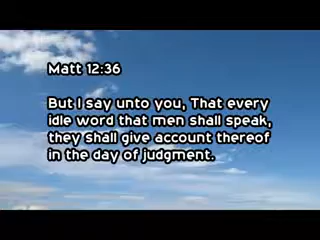 Matt 12:36
But I say unto you, That every
idle word that men shall speak,
they shall give account thereof
in the day of judgment.